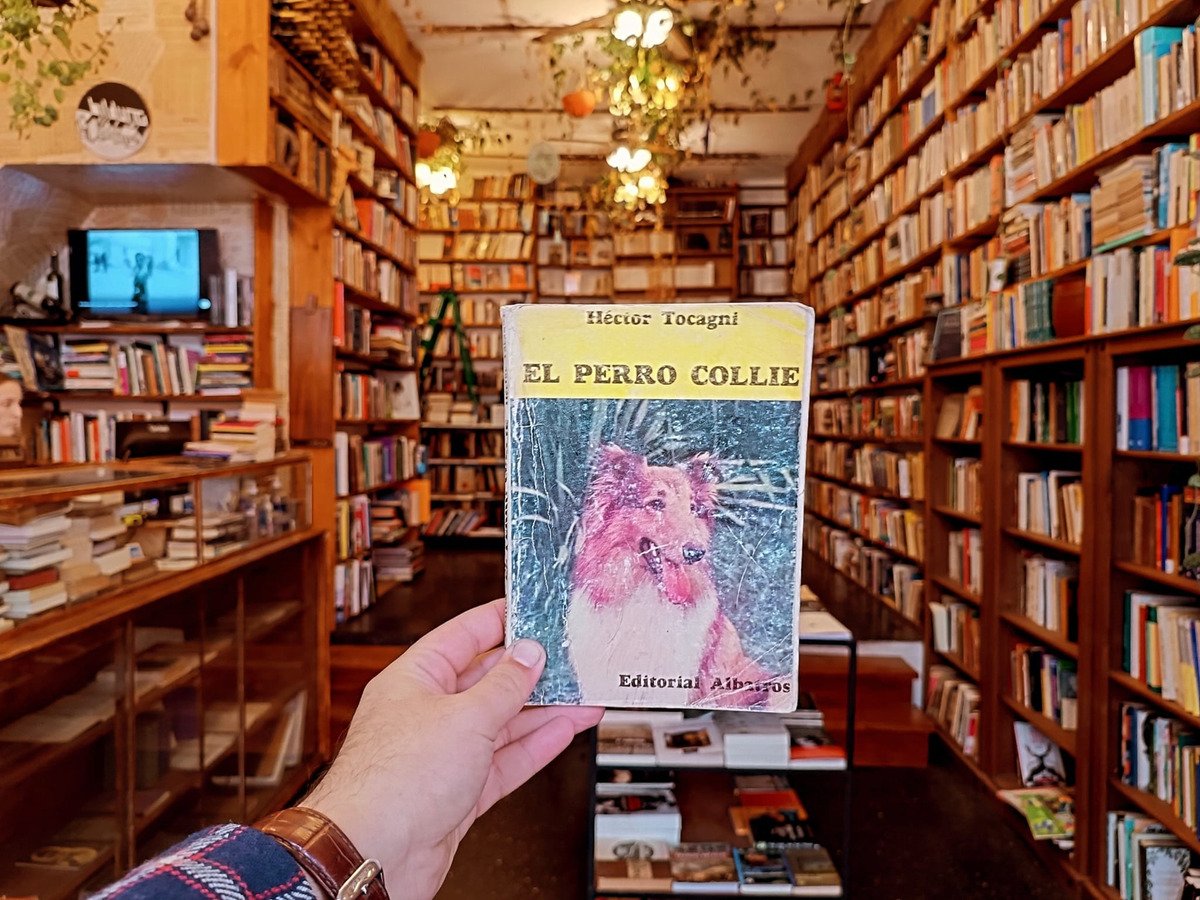 Héctor Tocagni
EL PERRO COLLIE
Editorial Albatros